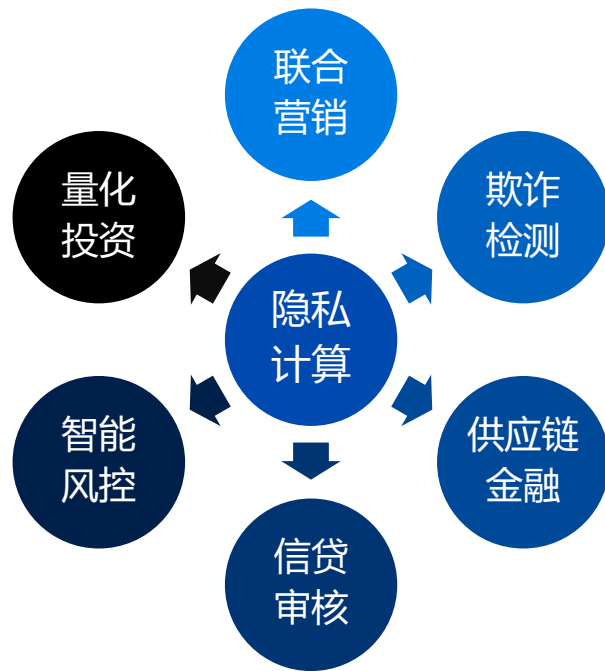 联合
营销
量化
投资
欺诈
检测
隐私
计算
智能
风控
供应链
金融
信贷
审核